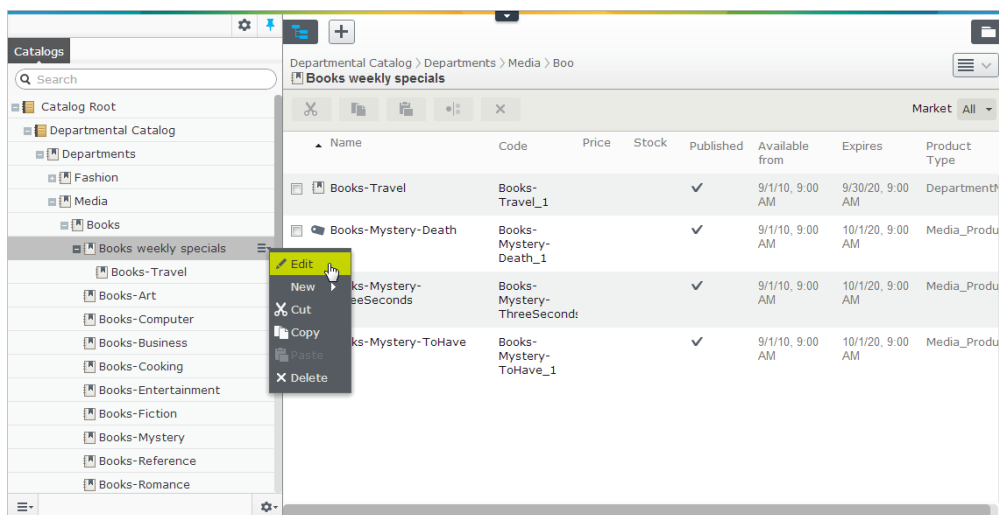 Catalogs
Search
Catalog Root
Departmental Catalog
Departments
Fashion
Media
Books
Books weekly specials
Books-Travel
Books-Art
Books-Computer
Books-Business
Books-Cooking
Books-Entertainment
Books-Fiction
Books-Mystery
Books-Reference
Books-Romance
Edit
New
Cut
Copy
Paste
Delete
Departmental Catalog > Departments > Media > Boo
Books weekly specials
Market All
Name Code Price Stock Published Available from Expires Product Type
Books-Travel Books-Travel_1 9/1/10, 9:00 AM 9/30/20, 9:00 AM
Books-Mystery-Death Books-Mystery-Death_1 9/1/10, 9:00 AM 10/1/20, 9:00 AM Media_Produ
ks-Mystery-eeSeconds Books-Mystery-ThreeSeconds 9/1/10, 9:00 AM 10/1/20, 9:00 AM Media_Produ
ks-Mystery-ToHave Books-Mystery-ToHave_1 9/1/10, 9:00 AM 10/1/20, 9:00 AM Media_Produ